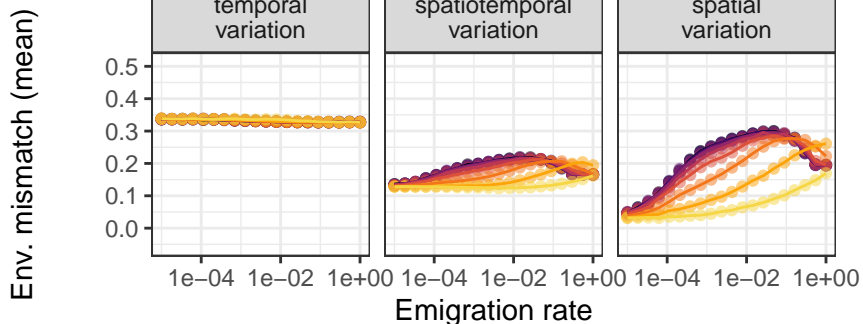 temporal
variation
spatiotemporal
variation
spatial
variation
Env. mismatch (mean)
0.5
0.4
0.3
0.2
0.1
0.0
1e−04 1e−02 1e+00 1e−04 1e−02 1e+00 1e−04 1e−02 1e+00
Emigration rate